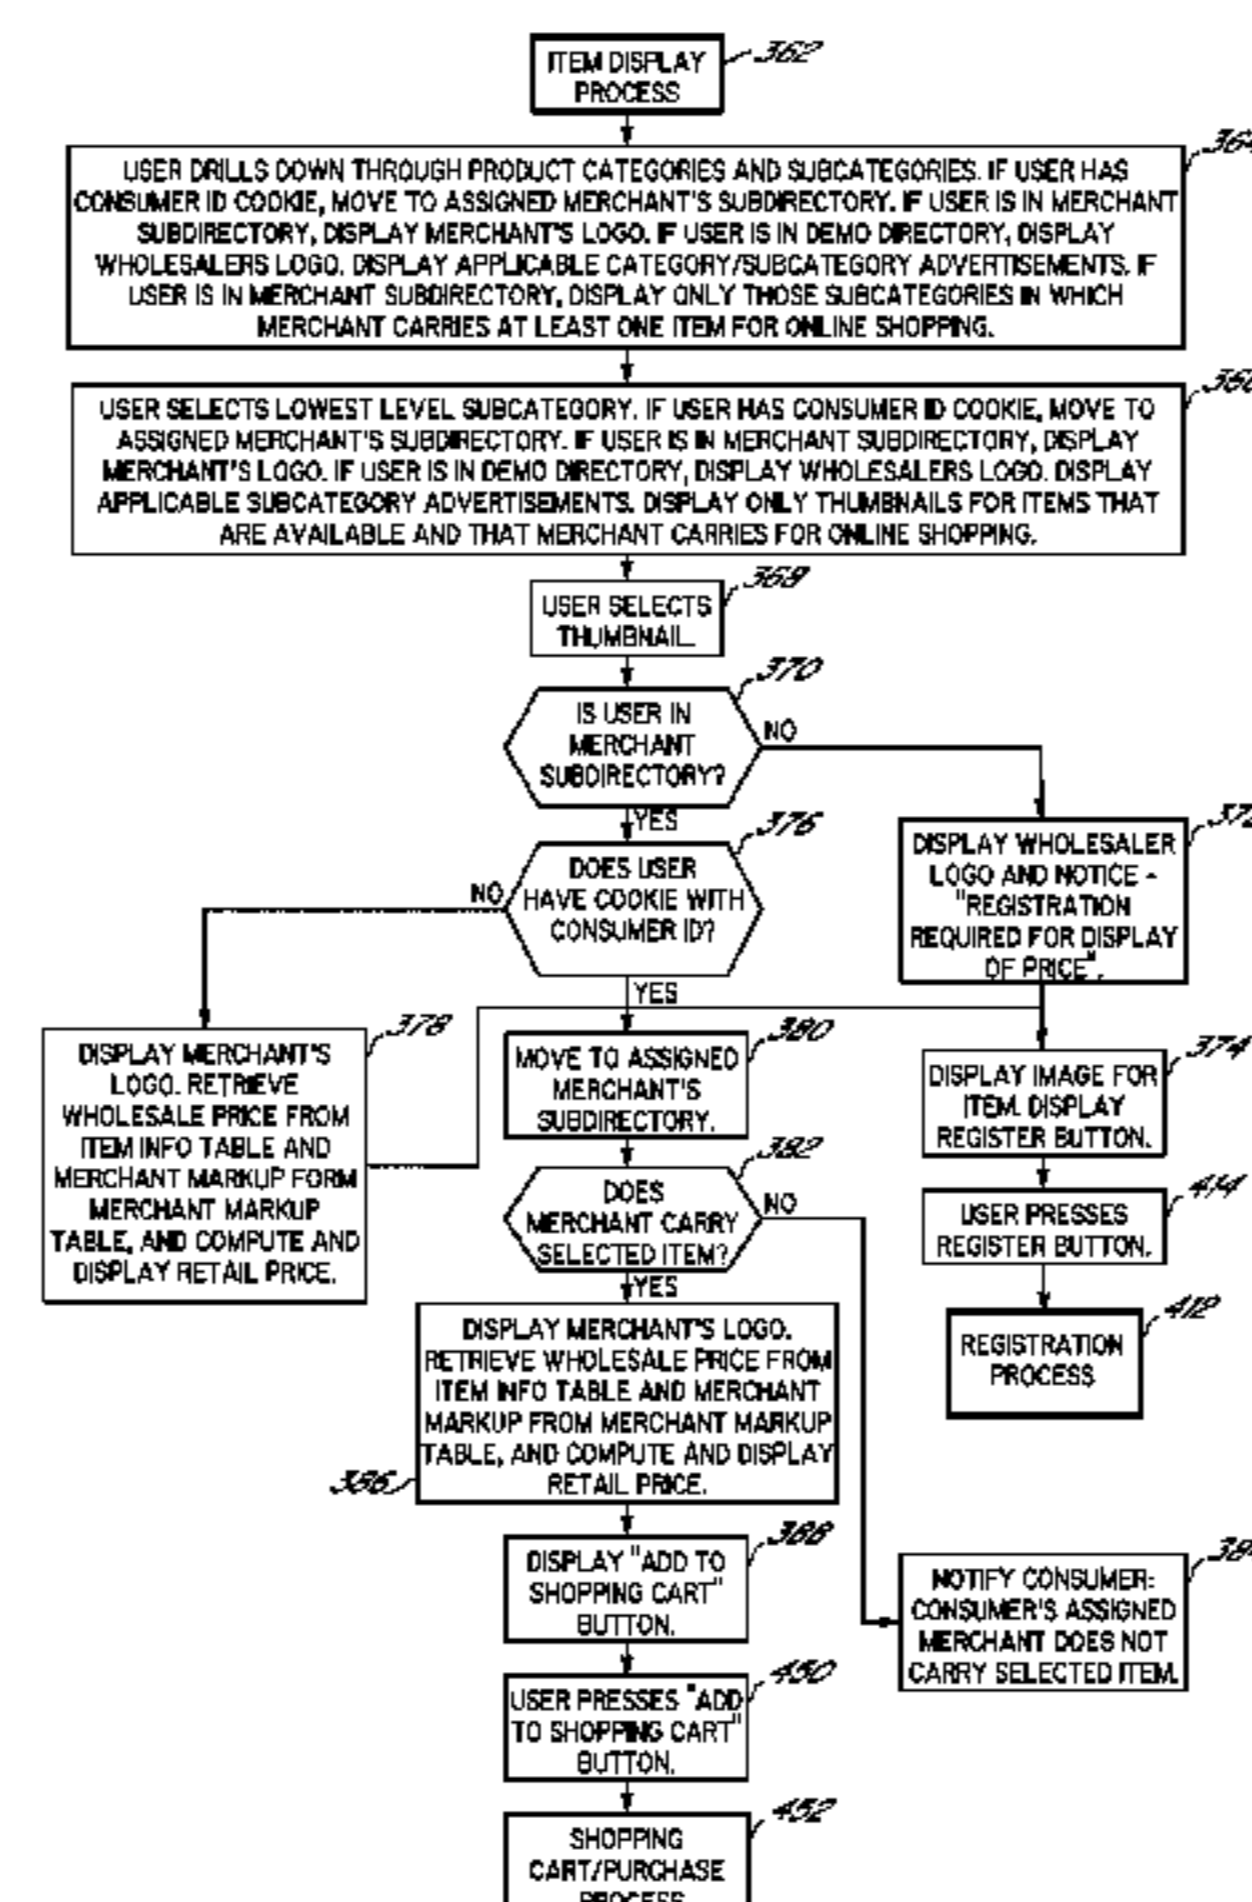 ITEM DISPLAY
PROCESS
362
USER DRILLS DOWN THROUGH PRODUCT CATEGORIES AND SUBCATEGORIES. IF USER HAS
CONSUMER ID COOKIE, MOVE TO ASSIGNED MERCHANT'S SUBDIRECTORY. IF USER IS IN MERCHANT
SUBDIRECTORY, DISPLAY MERCHANT'S LOGO. IF USER IS IN DEMO DIRECTORY, DISPLAY
WHOLESALERS LOGO. DISPLAY APPLICABLE CATEGORY/SUBCATEGORY ADVERTISEMENTS. IF
USER IS IN MERCHANT SUBDIRECTORY, DISPLAY ONLY THOSE SUBCATEGORIES IN WHICH
MERCHANT CARRIES AT LEAST ONE ITEM FOR ONLINE SHOPPING.
USER SELECTS LOWEST LEVEL SUBCATEGORY. IF USER HAS CONSUMER ID COOKIE, MOVE TO
ASSIGNED MERCHANT'S SUBDIRECTORY. IF USER IS IN MERCHANT SUBDIRECTORY, DISPLAY
MERCHANT'S LOGO. IF USER IS IN DEMO DIRECTORY, DISPLAY WHOLESALERS LOGO. DISPLAY
APPLICABLE SUBCATEGORY ADVERTISEMENTS. DISPLAY ONLY THUMBNAILS FOR ITEMS THAT
ARE AVAILABLE AND THAT MERCHANT CARRIES FOR ONLINE SHOPPING.
USER SELECTS
THUMBNAIL.
368
IS USER IN
MERCHANT
SUBDIRECTORY?
370
NO
YES
DOES USER
HAVE COOKIE WITH
CONSUMER ID?
376
NO
YES
DISPLAY WHOLESALER
LOGO AND NOTICE -
"REGISTRATION
REQUIRED FOR DISPLAY
OF PRICE".
DISPLAY MERCHANT'S
LOGO. RETRIEVE
WHOLESALE PRICE FROM
ITEM INFO TABLE AND
MERCHANT MARKUP FORM
MERCHANT MARKUP
TABLE, AND COMPUTE AND
DISPLAY RETAIL PRICE.
378
MOVE TO ASSIGNED
MERCHANT'S
SUBDIRECTORY.
380
DISPLAY IMAGE FOR
ITEM. DISPLAY
REGISTER BUTTON.
374
DOES
MERCHANT CARRY
SELECTED ITEM?
382
NO
YES
USER PRESSES
REGISTER BUTTON.
414
REGISTRATION
PROCESS
412
DISPLAY MERCHANT'S LOGO.
RETRIEVE WHOLESALE PRICE FROM
ITEM INFO TABLE AND MERCHANT
MARKUP FROM MERCHANT MARKUP
TABLE, AND COMPUTE AND DISPLAY
RETAIL PRICE.
386
DISPLAY "ADD TO
SHOPPING CART"
BUTTON.
388
NOTIFY CONSUMER:
CONSUMER'S ASSIGNED
MERCHANT DOES NOT
CARRY SELECTED ITEM.
USER PRESSES "ADD
TO SHOPPING CART"
BUTTON.
450
SHOPPING
CART/PURCHASE
PROCESS
452